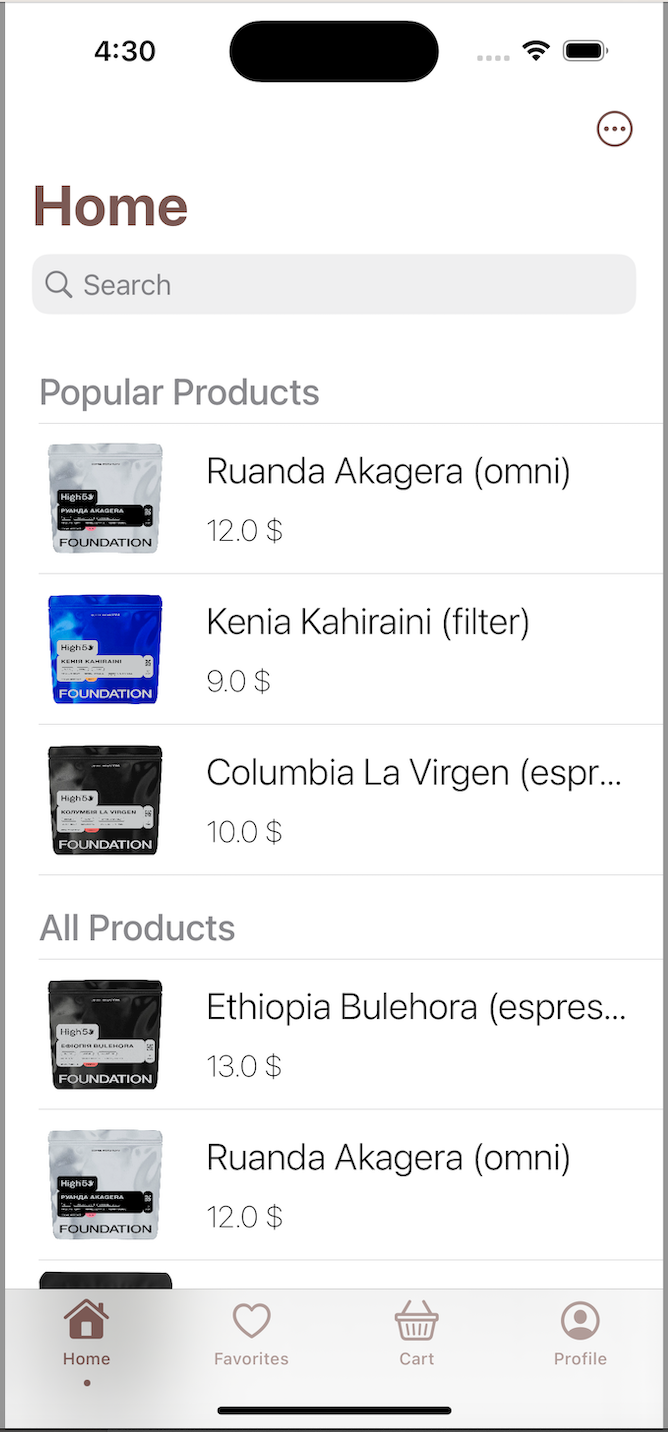 4:30
Home
Search
Popular Products
High5
РУАНДА AKAGERA
FOUNDATION
Ruanda Akagera (omni)
12.0 $
High5
КЕНІЯ KAHIRAINI
FOUNDATION
Kenia Kahiraini (filter)
9.0 $
High5
КОЛУМБІЯ LA VIRGEN
FOUNDATION
Columbia La Virgen (espr...
10.0 $
All Products
High5
ЕФІОПІЯ BULEHORA
FOUNDATION
Ethiopia Bulehora (espres...
13.0 $
High5
РУАНДА AKAGERA
FOUNDATION
Ruanda Akagera (omni)
12.0 $
Home
Favorites
Cart
Profile